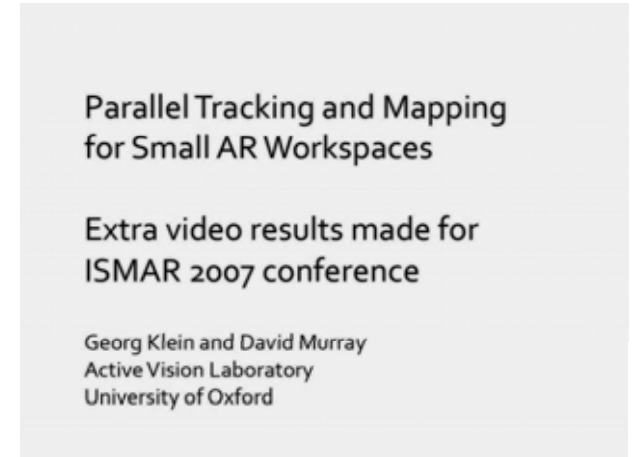 Parallel Tracking and Mapping
for Small AR Workspaces
Extra video results made for
ISMAR 2007 conference
Georg Klein and David Murray
Active Vision Laboratory
University of Oxford